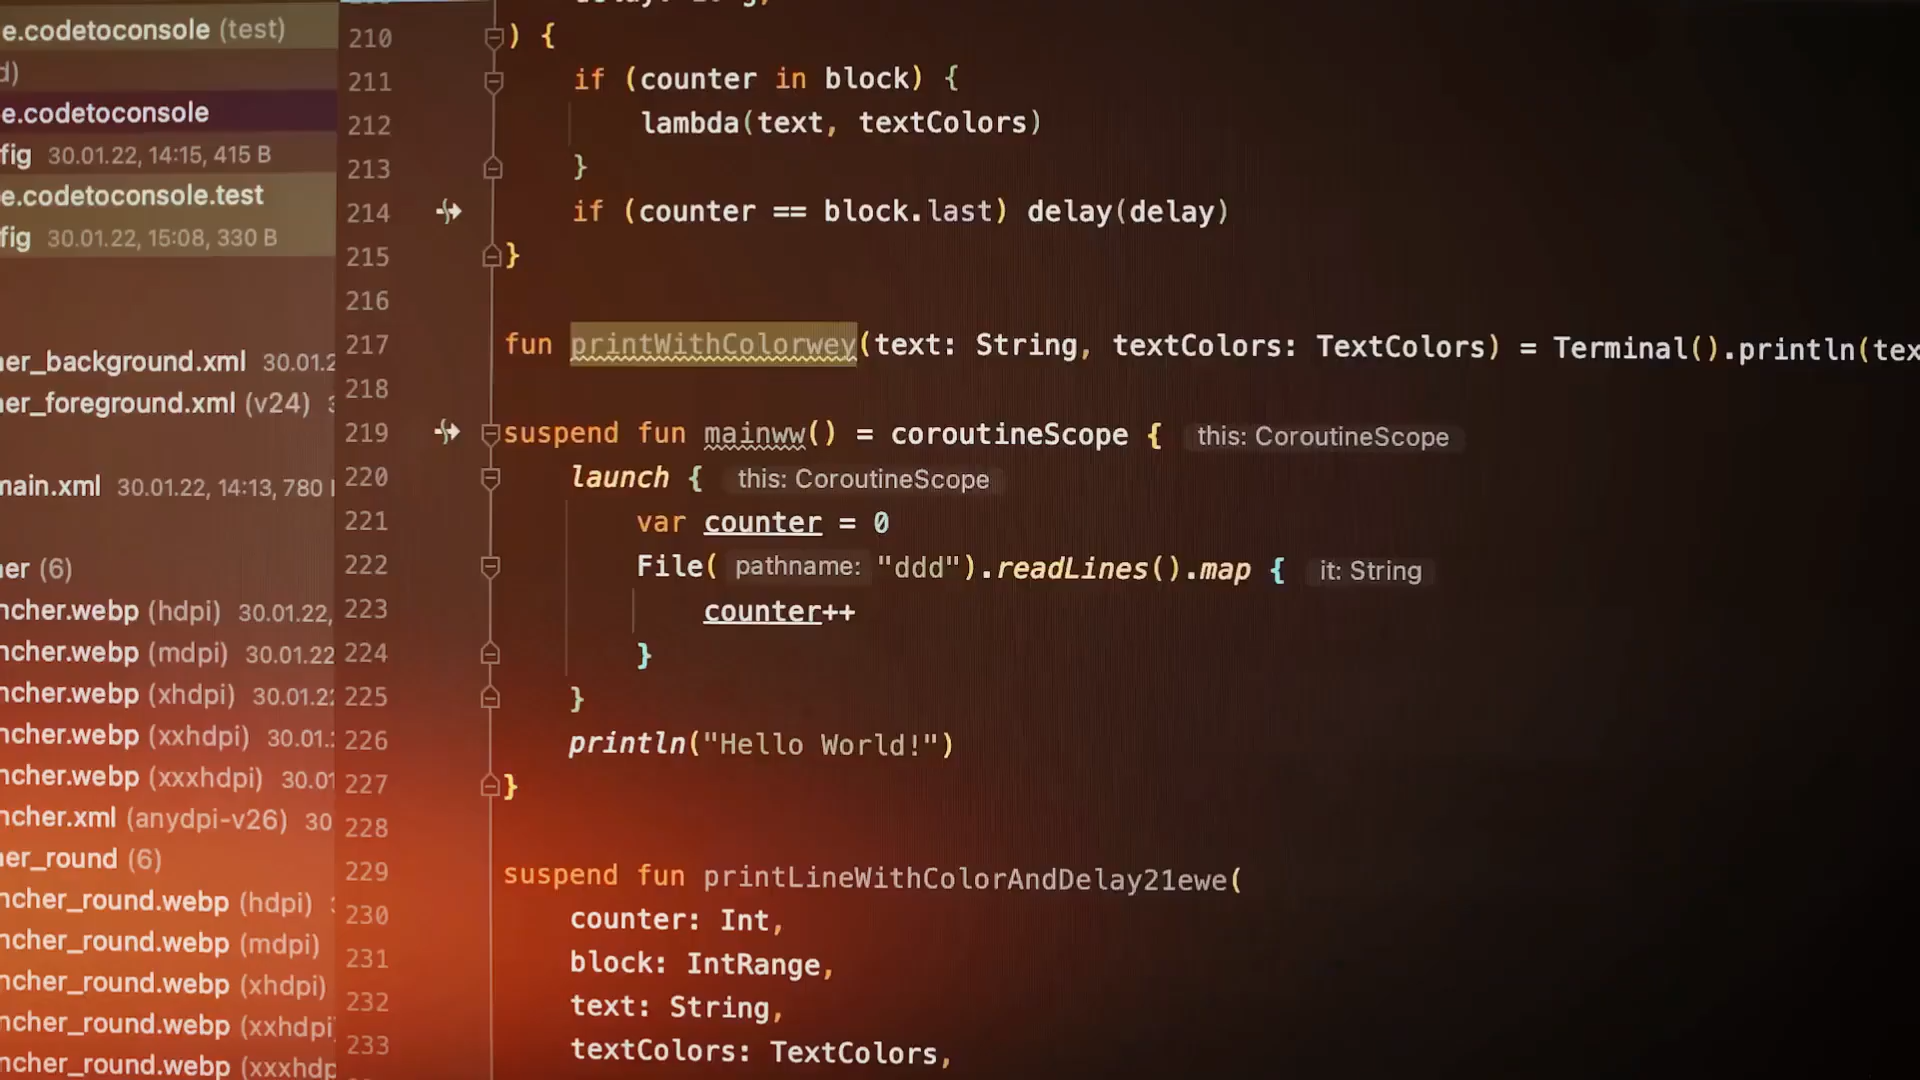 e.codetoconsole (test)
d)
e.codetoconsole
fig 30.01.22, 14:15, 415 B
e.codetoconsole.test
fig 30.01.22, 15:08, 330 B
er_background.xml 30.01.2
er_foreground.xml (v24)
main.xml 30.01.22, 14:13, 780
er (6)
ncher.webp (hdpi) 30.01.22,
ncher.webp (mdpi) 30.01.22
ncher.webp (xhdpi) 30.01.22
ncher.webp (xxhdpi) 30.01.
ncher.webp (xxxhdpi) 30.01
ncher.xml (anydpi-v26) 30
er_round (6)
ncher_round.webp (hdpi)
ncher_round.webp (mdpi)
ncher_round.webp (xhdpi)
ncher_round.webp (xxhdpi
ncher_round.webp (xxxhdp
210 ) {
211 if (counter in block) {
212 lambda(text, textColors)
213 }
214 if (counter == block.last) delay(delay)
215 }
216
217 fun printWithColorwey(text: String, textColors: TextColors) = Terminal().println(tex
218
219 suspend fun mainww() = coroutineScope { this: CoroutineScope
220 launch { this: CoroutineScope
221 var counter = 0
222 File( pathname: "ddd").readLines().map { it: String
223 counter++
224 }
225 }
226 println("Hello World!")
227 }
228
229 suspend fun printLineWithColorAndDelay21ewe(
230 counter: Int,
231 block: IntRange,
232 text: String,
233 textColors: TextColors,